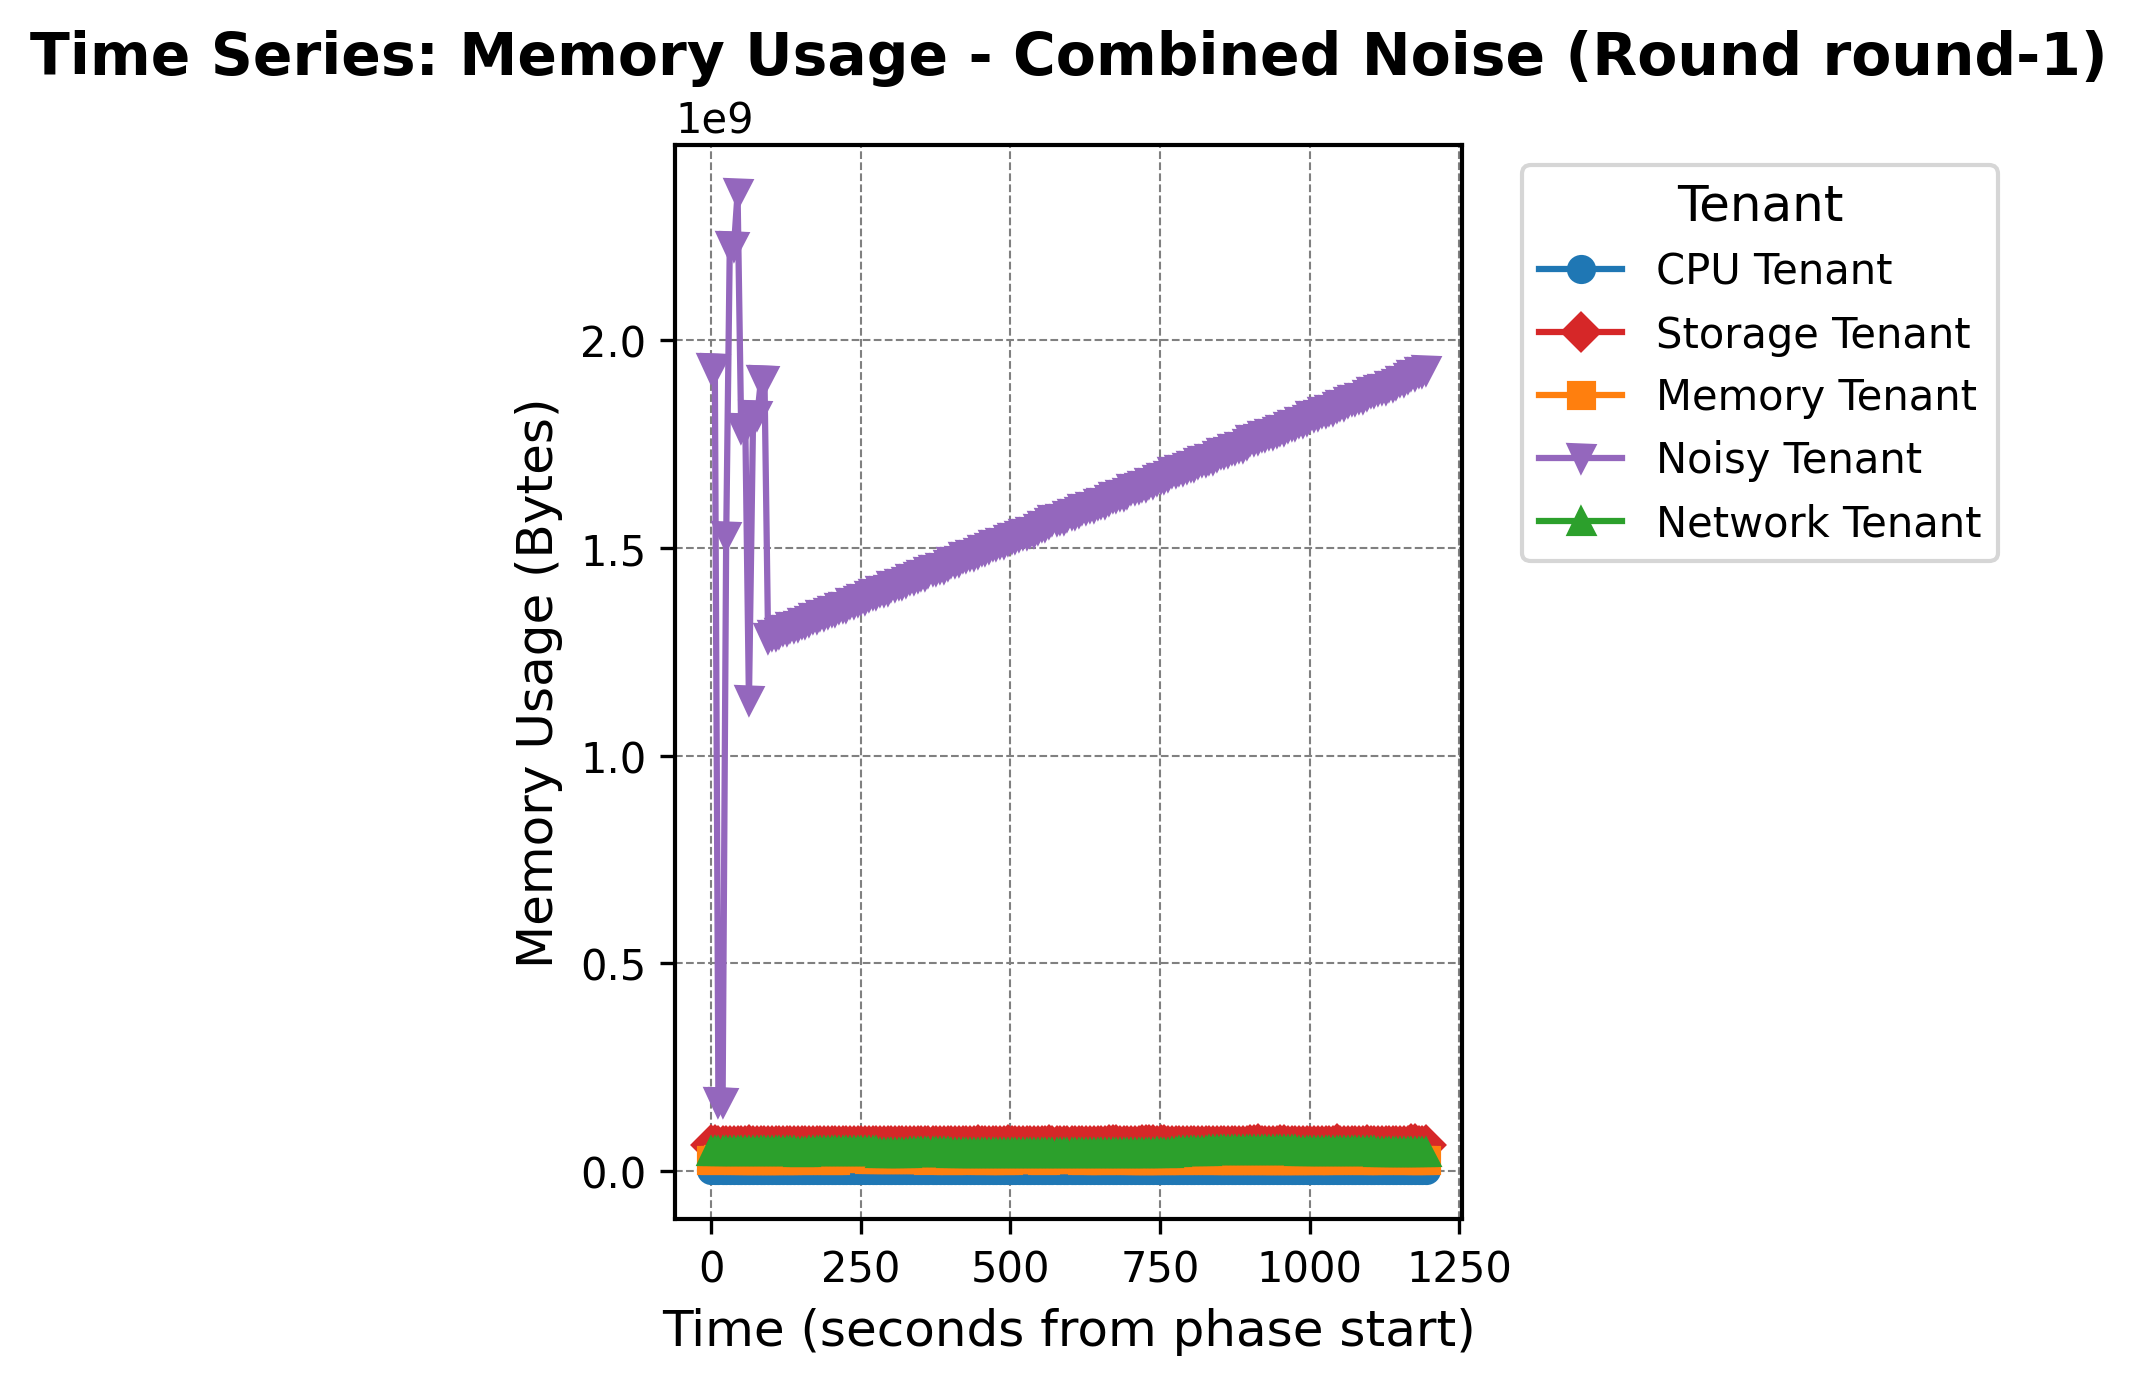 Time Series: Memory Usage - Combined Noise (Round round-1)
1e9
2.0
1.5
1.0
0.5
0.0
Memory Usage (Bytes)
0 250 500 750 1000 1250
Time (seconds from phase start)
Tenant
CPU Tenant
Storage Tenant
Memory Tenant
Noisy Tenant
Network Tenant